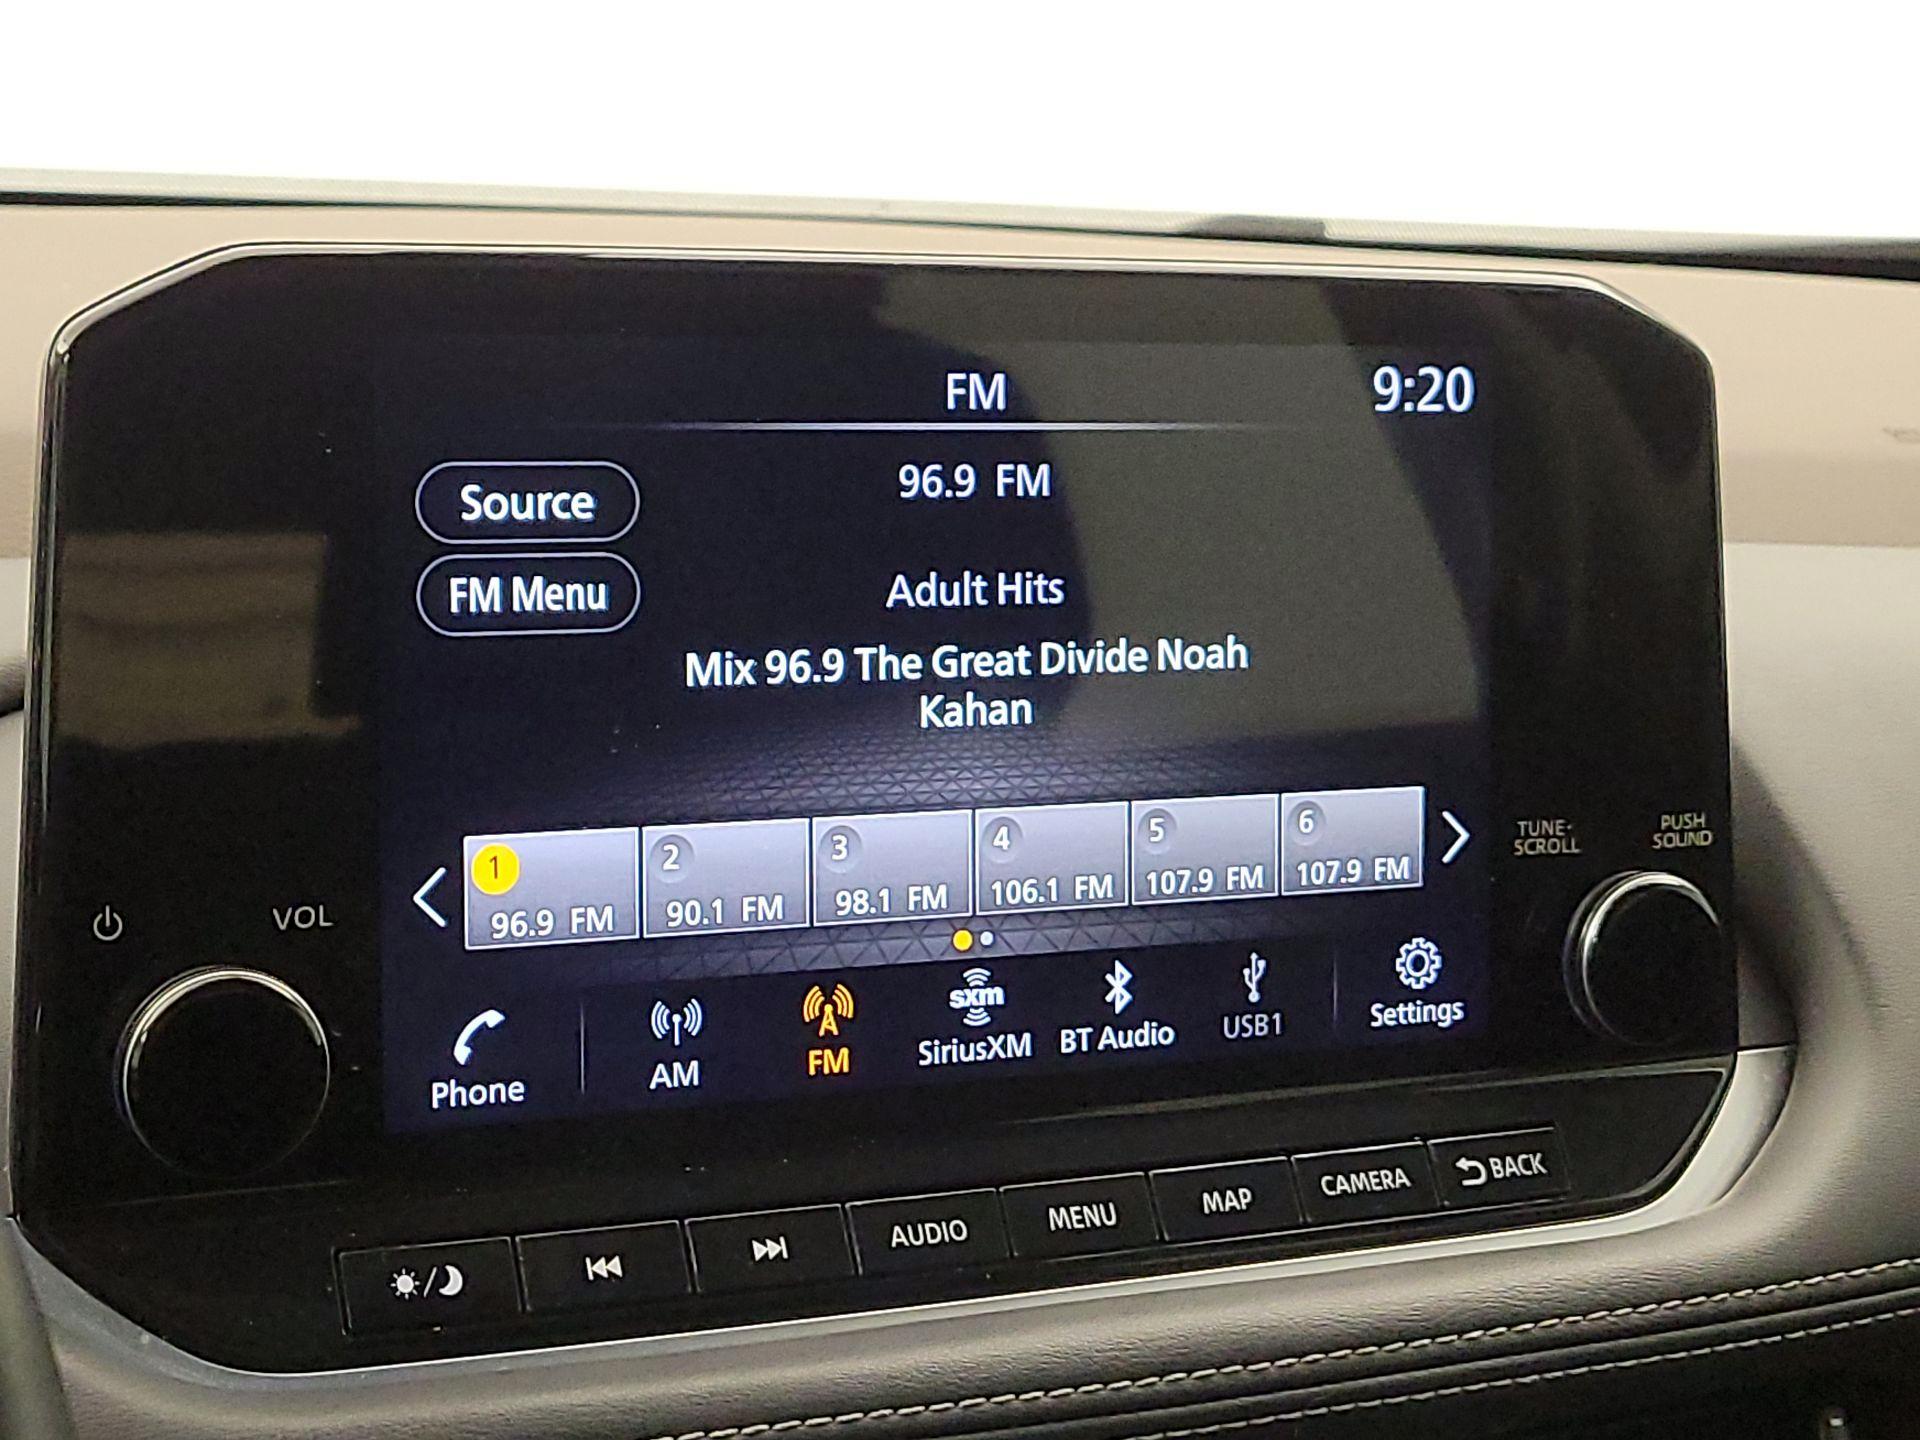 FM
9:20
Source
96.9 FM
FM Menu
Adult Hits
Mix 96.9 The Great Divide Noah
Kahan
TUNE·
SCROLL
PUSH
SOUND
1
96.9 FM
2
90.1 FM
3
98.1 FM
4
106.1 FM
5
107.9 FM
6
107.9 FM
VOL
Phone
AM
FM
sxm
SiriusXM
BT Audio
USB1
Settings
AUDIO
MENU
MAP
CAMERA
BACK